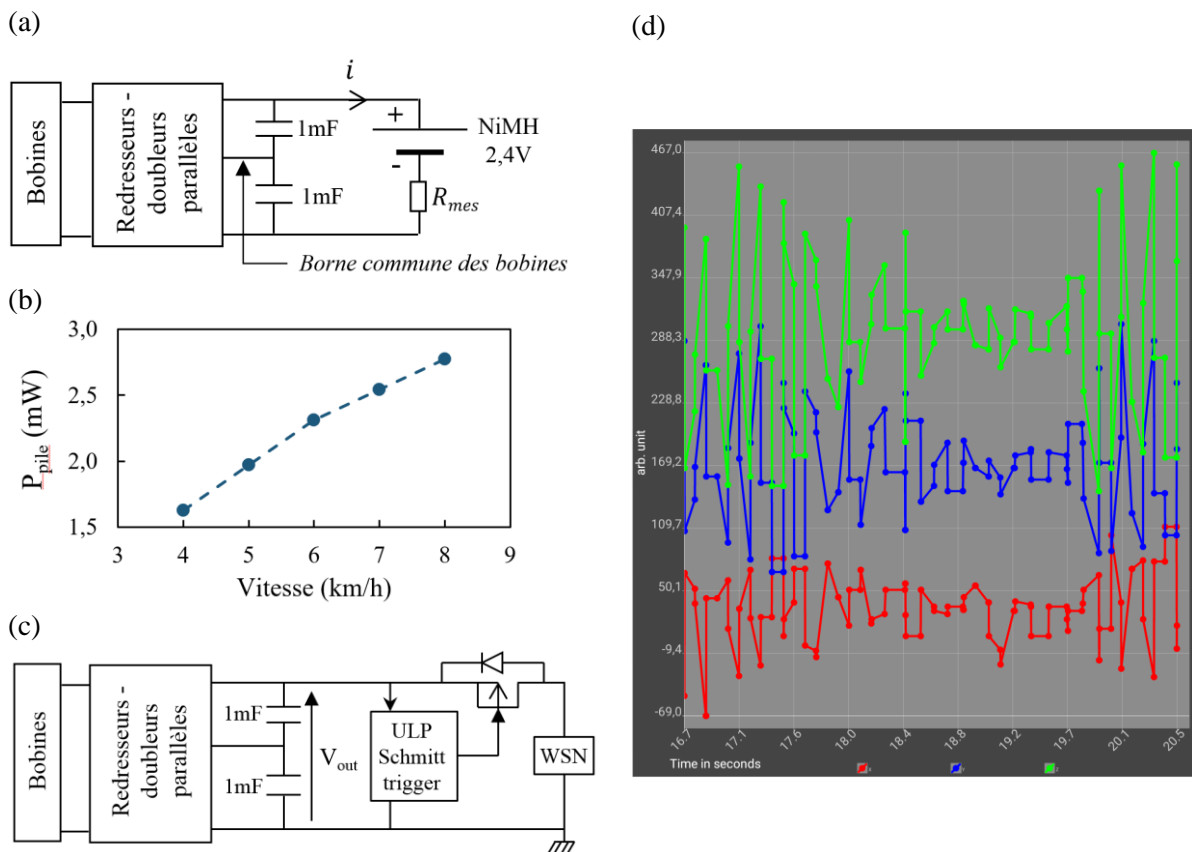 (a)
Bobines
Redresseurs -
doubleurs
parallèles
1mF
1mF
i
+
-
NiMH
2,4V
R_mes
Borne commune des bobines
(b)
P_pile (mW)
3,0
2,5
2,0
1,5
3 4 5 6 7 8 9
Vitesse (km/h)
(c)
Bobines
Redresseurs -
doubleurs
parallèles
1mF
1mF
V_out
ULP
Schmitt
trigger
WSN
(d)
arb. unit
467,0
407,4
347,9
288,3
228,8
169,2
109,7
50,1
-9,4
-69,0
16.7 17.1 17.6 18.0 18.4 18.8 19.2 19.7 20.1 20.5
Time in seconds